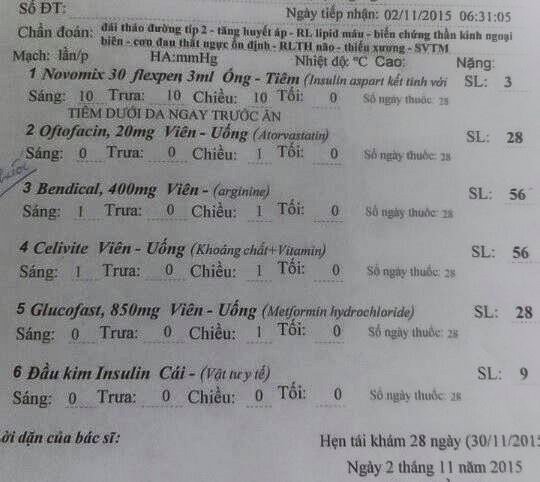 Số ĐT:
Ngày tiếp nhận: 02/11/2015 06:31:05
Chẩn đoán: đái tháo đường típ 2 - tăng huyết áp - RL lipid máu - biến chứng thần kinh ngoại
biên - cơn đau thắt ngực ổn định - RLTH não - thiếu xương - SVTM
Mạch: lần/p HA:mmHg Nhiệt độ: °C Cao: Nặng:
1 Novomix 30 flexpen 3ml Ống - Tiêm (Insulin aspart kết tinh với SL: 3
Sáng: 10 Trưa: 10 Chiều: 10 Tối: 0 Số ngày thuốc: 28
TIÊM DƯỚI DA NGAY TRƯỚC ĂN
2 Oftofacin, 20mg Viên - Uống (Atorvastatin) SL: 28
Sáng: 0 Trưa: 0 Chiều: 1 Tối: 0 Số ngày thuốc: 28
3 Bendical, 400mg Viên - (arginine) SL: 56
Sáng: 1 Trưa: 0 Chiều: 1 Tối: 0 Số ngày thuốc: 28
4 Celivite Viên - Uống (Khoáng chất+Vitamin) SL: 56
Sáng: 1 Trưa: 0 Chiều: 1 Tối: 0 Số ngày thuốc: 28
5 Glucofast, 850mg Viên - Uống (Metformin hydrochloride) SL: 28
Sáng: 0 Trưa: 0 Chiều: 1 Tối: 0 Số ngày thuốc: 28
6 Đầu kim Insulin Cái - (Vật tư y tế) SL: 9
Sáng: 0 Trưa: 0 Chiều: 0 Tối: 0 Số ngày thuốc: 28
ời dặn của bác sĩ:
Hẹn tái khám 28 ngày (30/11/2015
Ngày 2 tháng 11 năm 2015